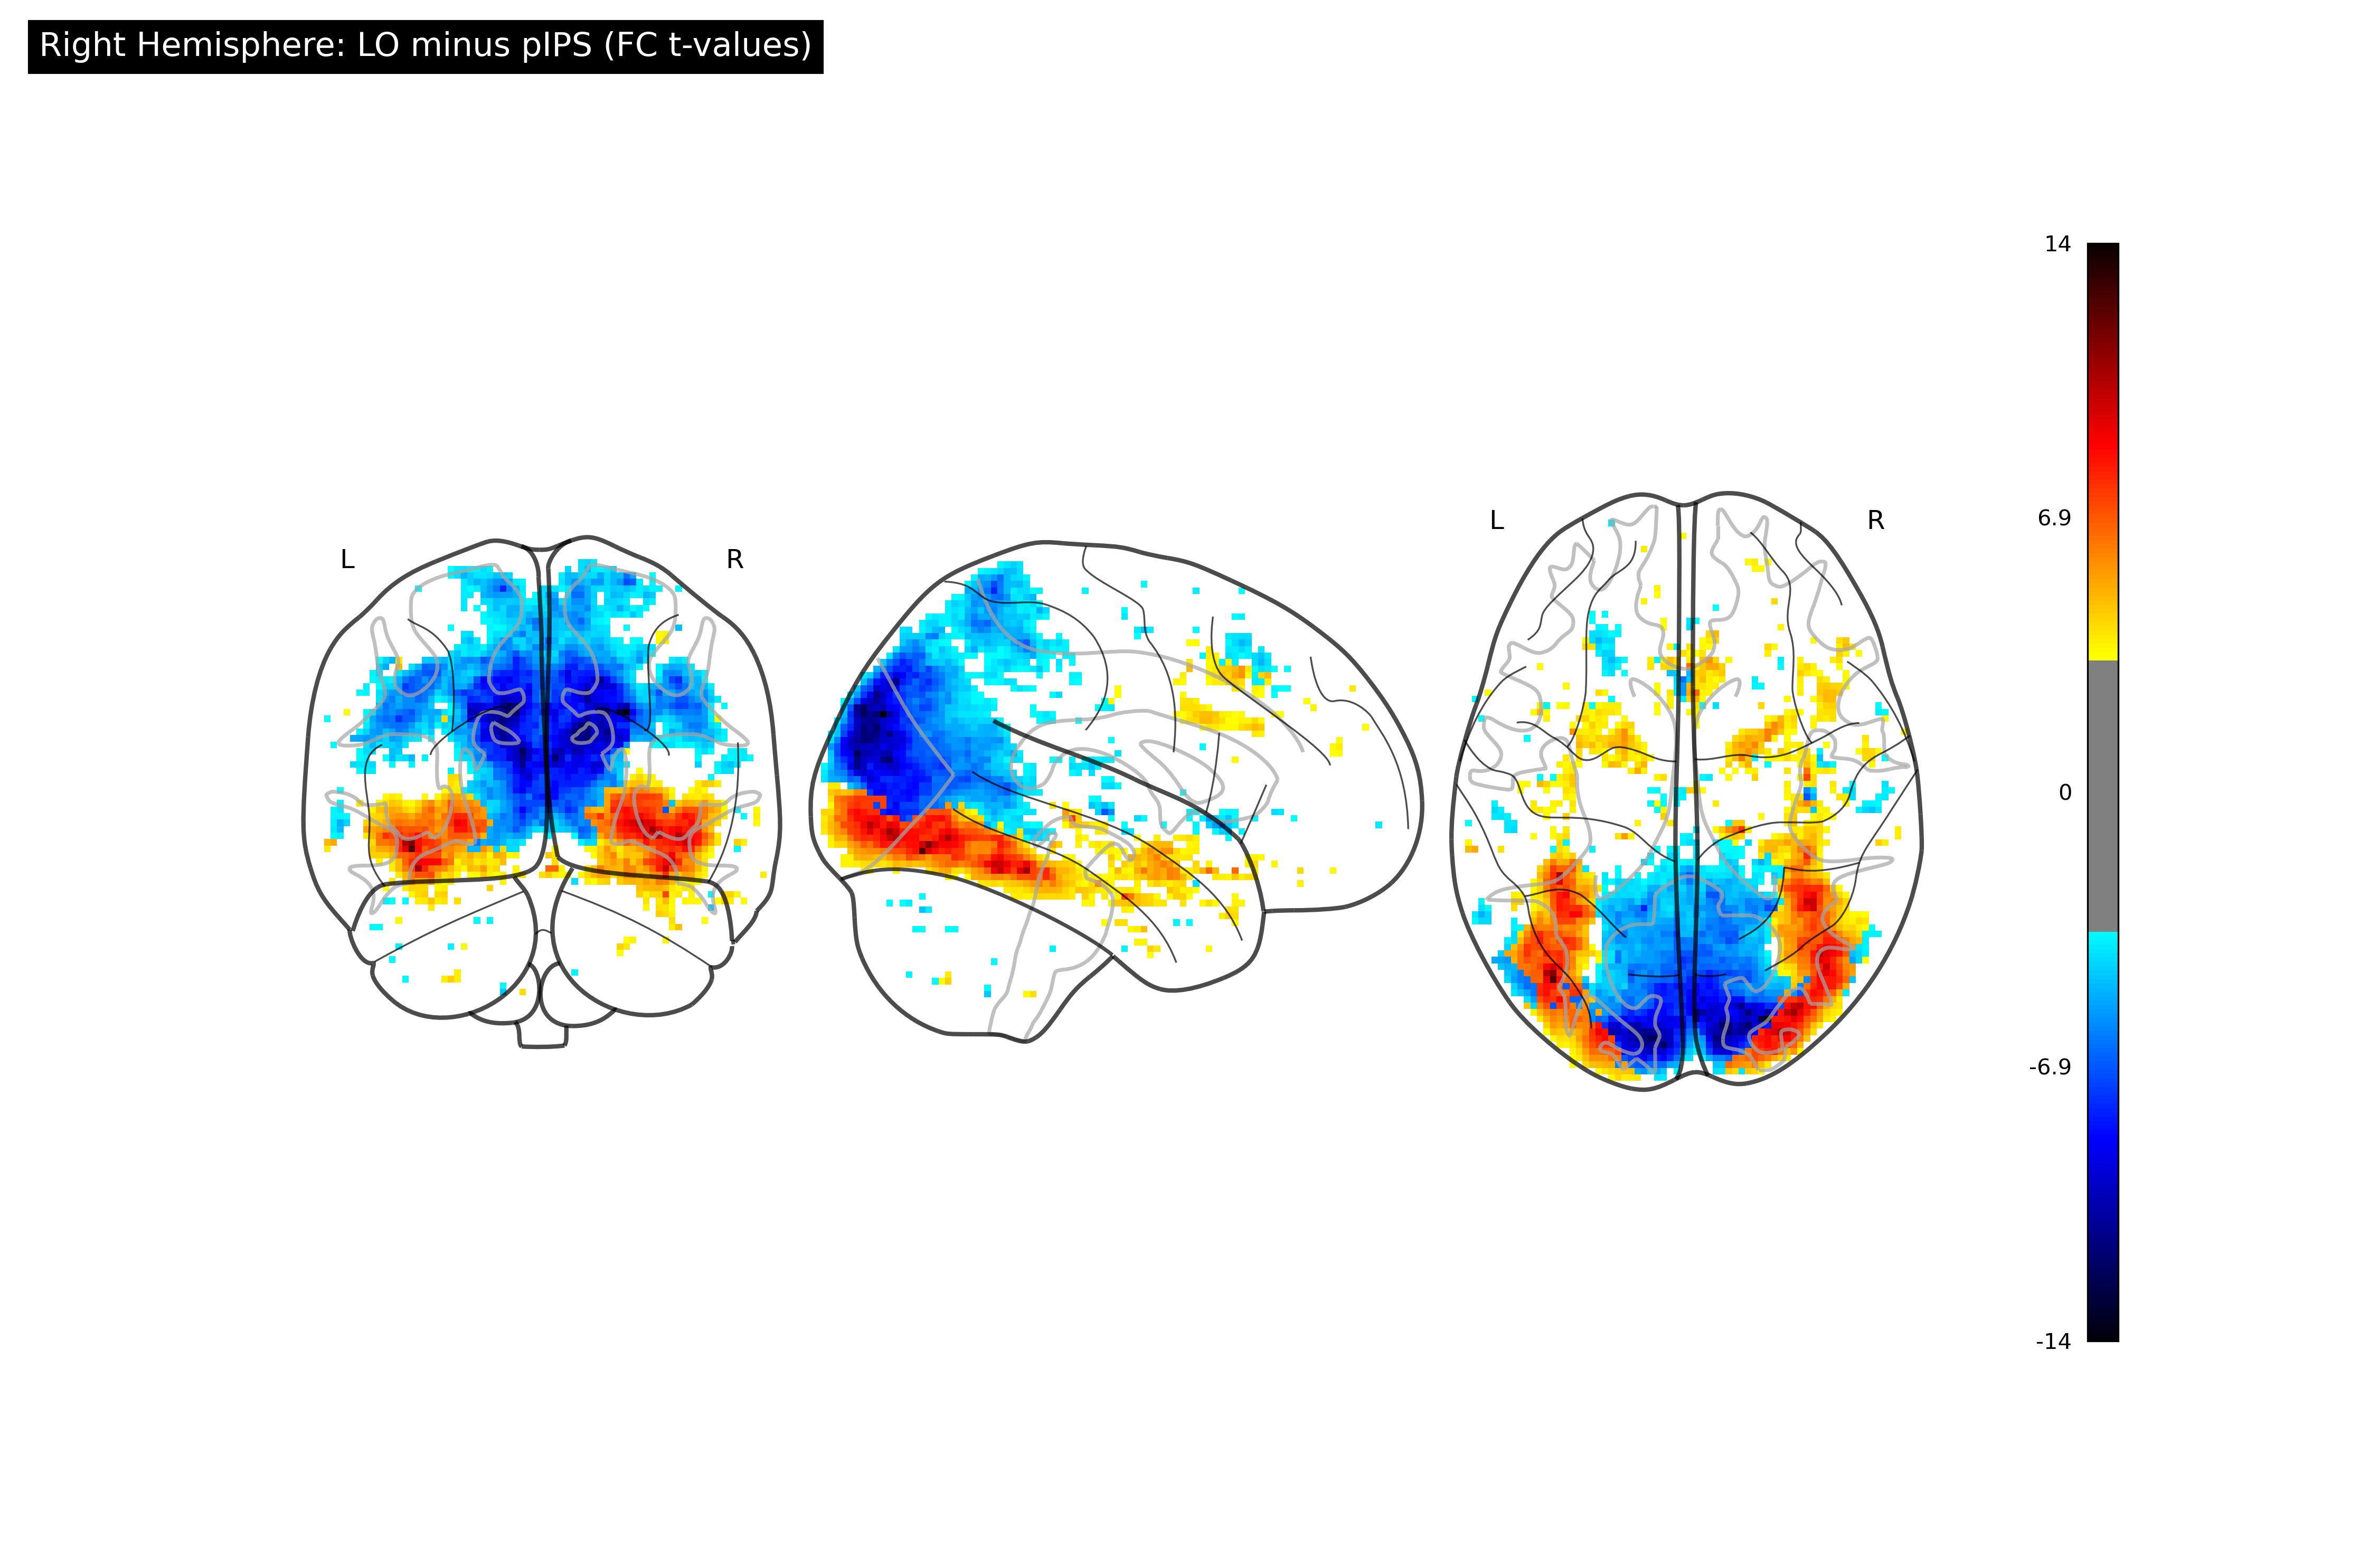 Right Hemisphere: LO minus pIPS (FC t-values)
L
R
L
R
14
6.9
0
-6.9
-14